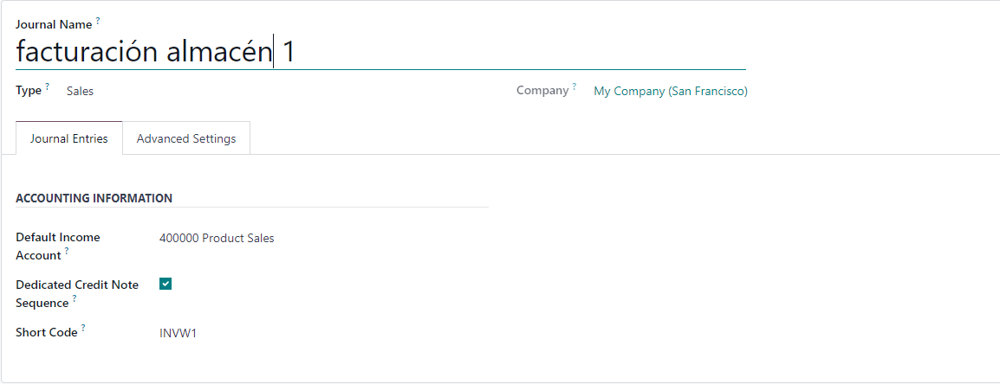 Journal Name ?
facturación almacén 1
Type ? Sales
Company ? My Company (San Francisco)
Journal Entries
Advanced Settings
ACCOUNTING INFORMATION
Default Income
Account ?
400000 Product Sales
Dedicated Credit Note
Sequence ?
Short Code ?
INVW1